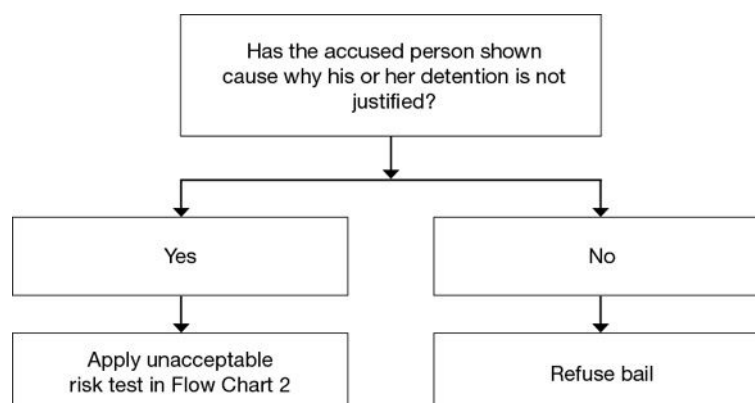 Has the accused person shown
cause why his or her detention is not
justified?
Yes
No
Apply unacceptable
risk test in Flow Chart 2
Refuse bail